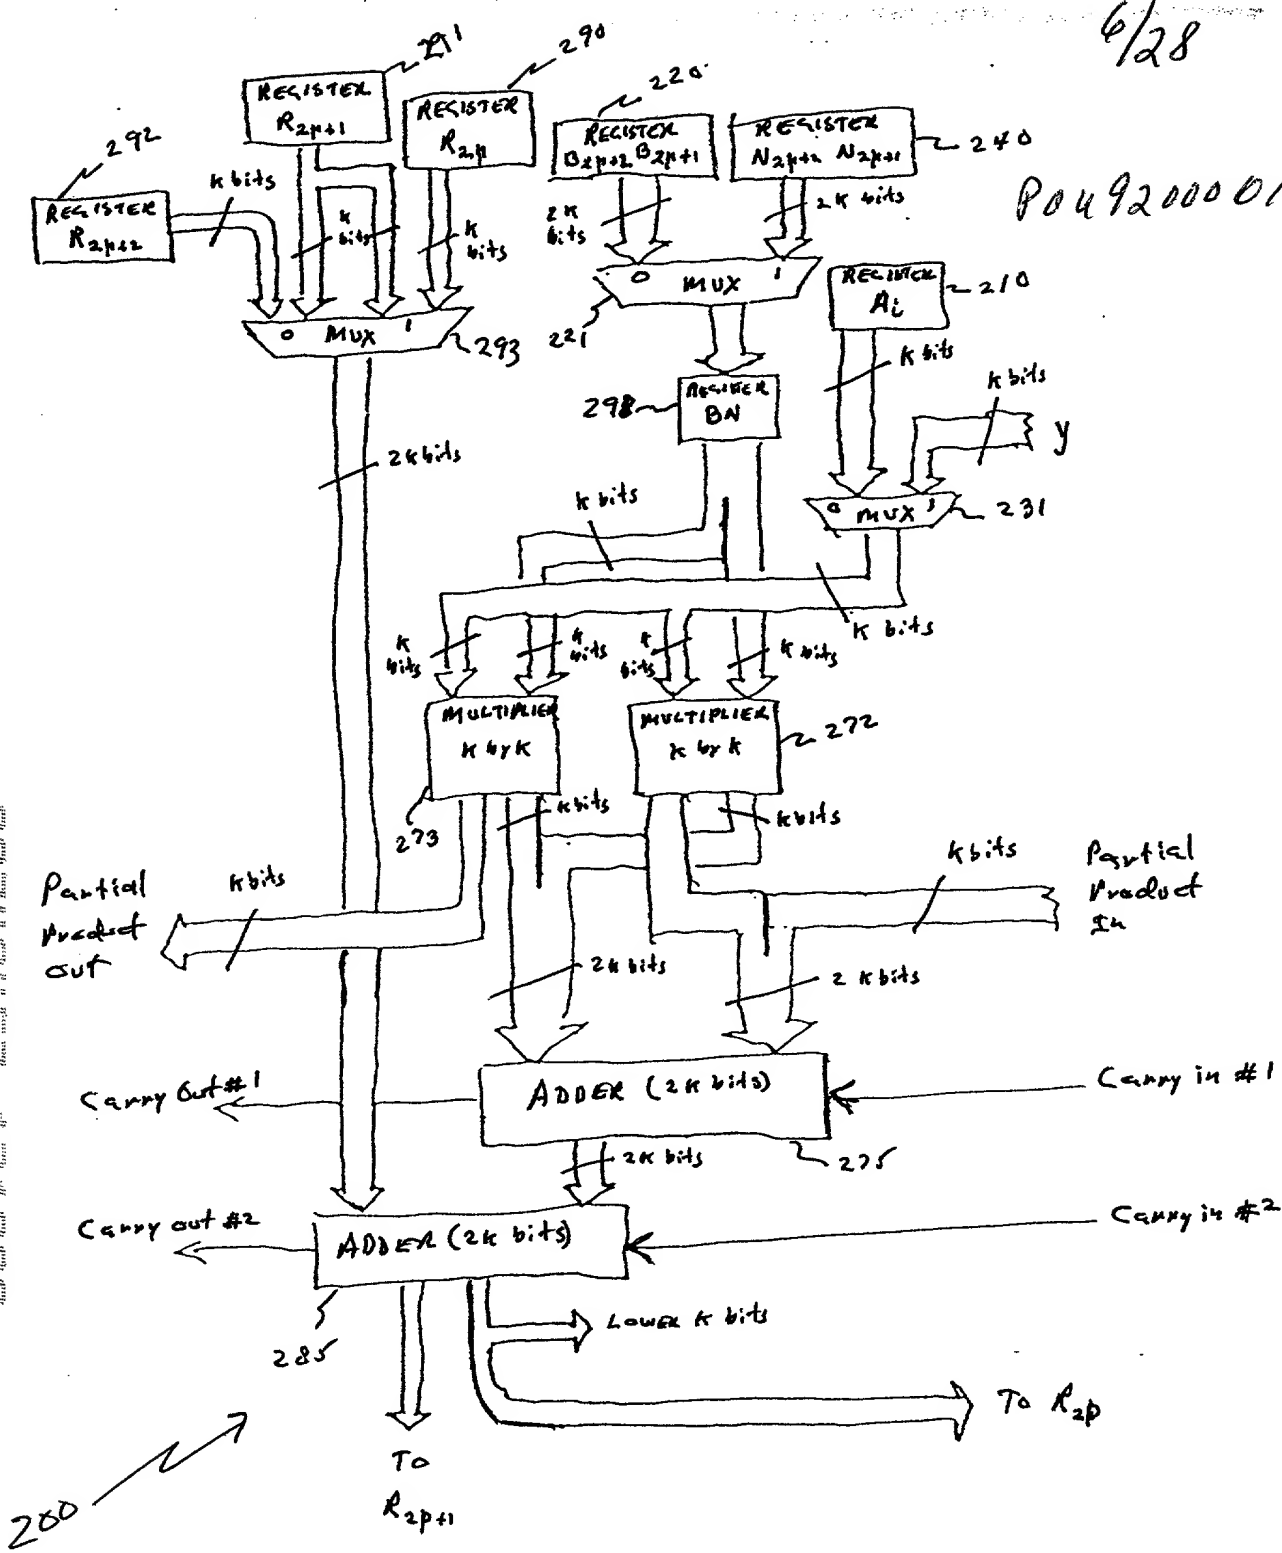 6/28
291
290
220
REGISTER
R2p+1
REGISTER
R2p
REGISTER
B2p+2 B2p+1
REGISTER
N2p+2 N2p+1
240
292
REGISTER
R2p+2
K bits
K bits
K bits
2K bits
2K bits
P04920000
0 MUX 1
293
0 MUX 1
221
REGISTER
Ai
210
K bits
K bits
y
298
REGISTER
BN
2K bits
K bits
0 MUX 1
231
K bits
K bits
K bits
K bits
K bits
MULTIPLIER
K by K
273
MULTIPLIER
K by K
272
K bits
K bits
Partial
Product
Out
K bits
K bits
Partial
Product
In
2K bits
2K bits
Carry Out #1
ADDER (2K bits)
Carry in #1
275
2K bits
Carry out #2
ADDER (2K bits)
Carry in #2
285
LOWER K bits
To R2p
To
R2p+1
200